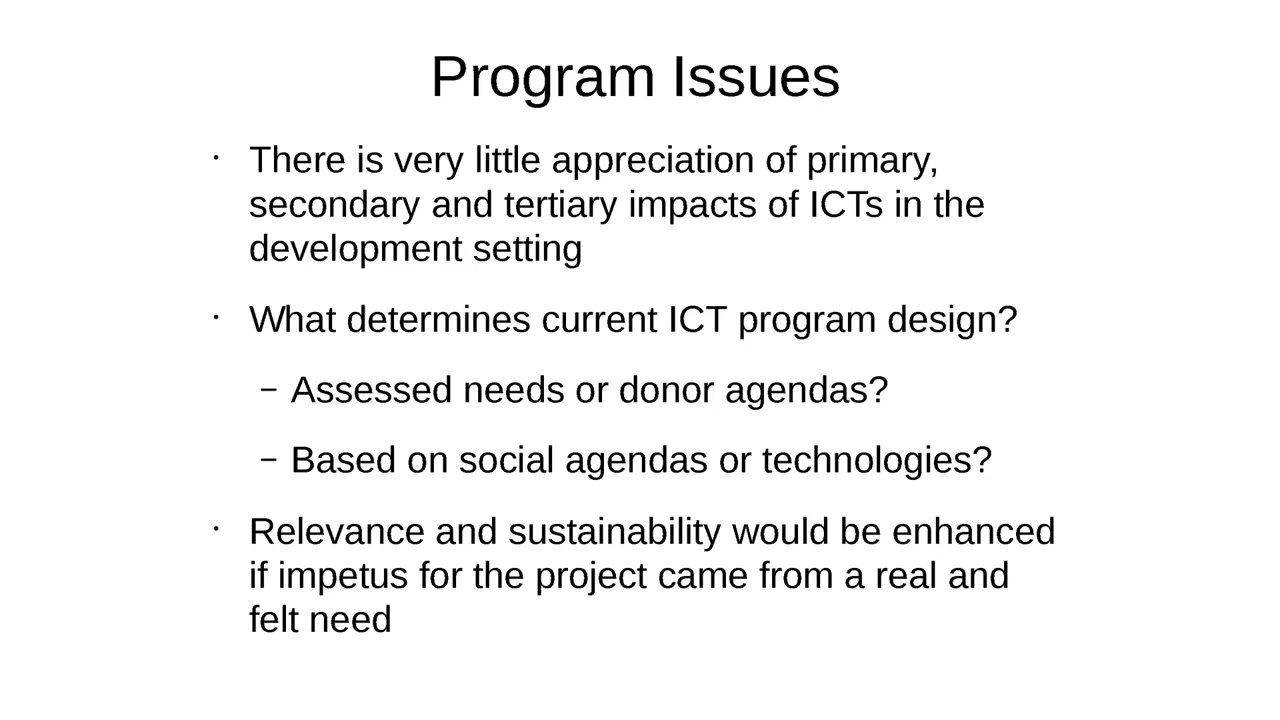 Program Issues
• There is very little appreciation of primary,
secondary and tertiary impacts of ICTs in the
development setting
• What determines current ICT program design?
– Assessed needs or donor agendas?
– Based on social agendas or technologies?
• Relevance and sustainability would be enhanced
if impetus for the project came from a real and
felt need